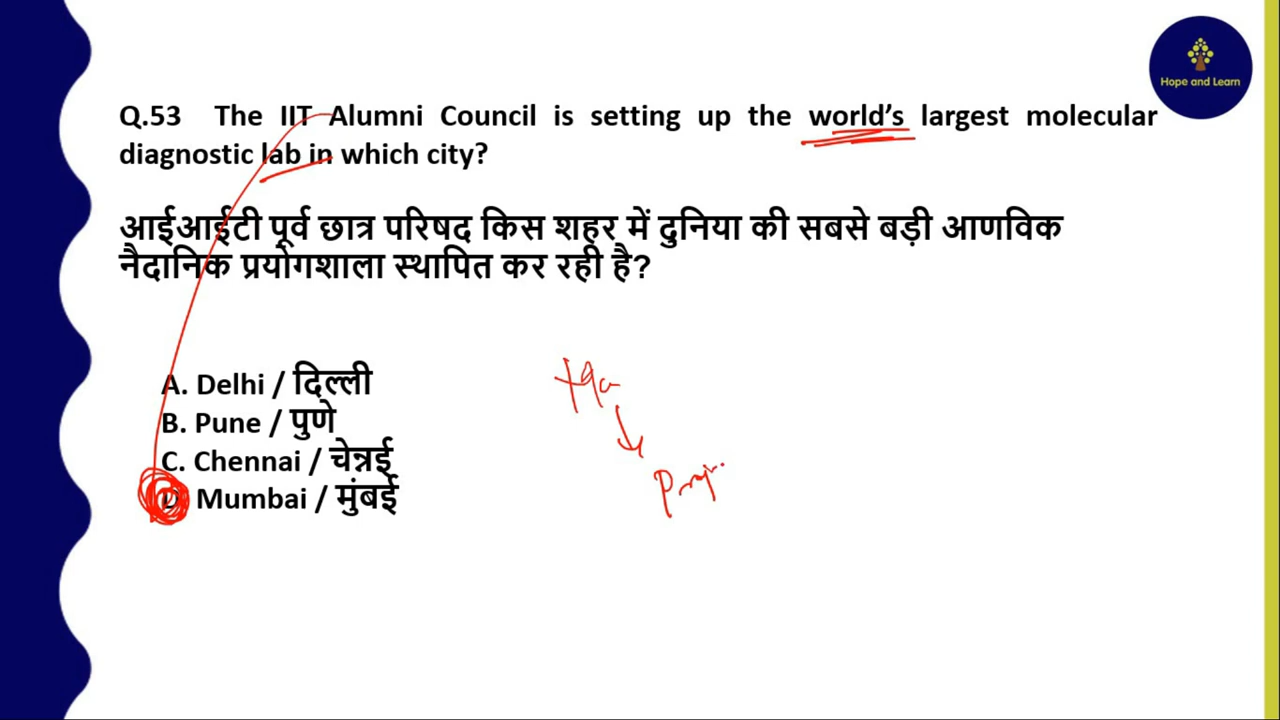 Hope and Learn
Q.53 The IIT Alumni Council is setting up the world's largest molecular
diagnostic lab in which city?
आईआईटी पूर्व छात्र परिषद किस शहर में दुनिया की सबसे बड़ी आणविक
नैदानिक प्रयोगशाला स्थापित कर रही है?
A. Delhi / दिल्ली
B. Pune / पुणे
C. Chennai / चेन्नई
D. Mumbai / मुंबई